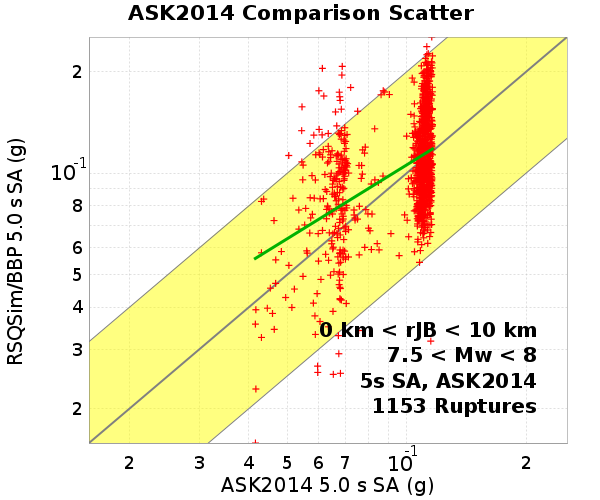 ASK2014 Comparison Scatter
RSQSim/BBP 5.0 s SA (g)
2
10-1
8
6
5
4
3
2
0 km < rJB < 10 km
7.5 < Mw < 8
5s SA, ASK2014
1153 Ruptures
2 3 4 5 6 7 10-1 2
ASK2014 5.0 s SA (g)